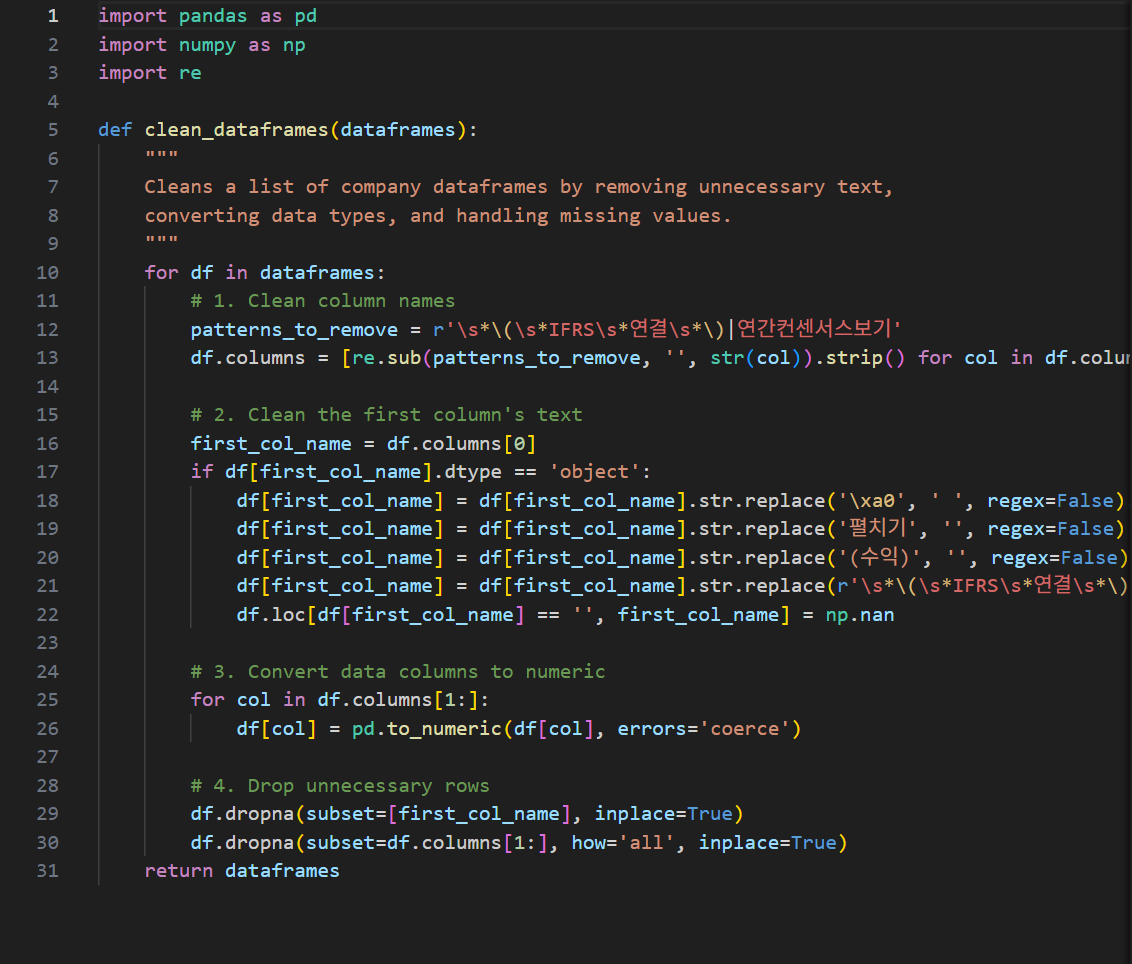 1 import pandas as pd
2 import numpy as np
3 import re
4
5 def clean_dataframes(dataframes):
6     """
7     Cleans a list of company dataframes by removing unnecessary text,
8     converting data types, and handling missing values.
9     """
10     for df in dataframes:
11         # 1. Clean column names
12         patterns_to_remove = r'\s*\(\s*IFRS\s*연결\s*\)|연간컨센서스보기'
13         df.columns = [re.sub(patterns_to_remove, '', str(col)).strip() for col in df.colu
14
15         # 2. Clean the first column's text
16         first_col_name = df.columns[0]
17         if df[first_col_name].dtype == 'object':
18             df[first_col_name] = df[first_col_name].str.replace('\xa0', ' ', regex=False)
19             df[first_col_name] = df[first_col_name].str.replace('펼치기', '', regex=False)
20             df[first_col_name] = df[first_col_name].str.replace('(수익)', '', regex=False)
21             df[first_col_name] = df[first_col_name].str.replace(r'\s*\(\s*IFRS\s*연결\s*\)
22             df.loc[df[first_col_name] == '', first_col_name] = np.nan
23
24         # 3. Convert data columns to numeric
25         for col in df.columns[1:]:
26             df[col] = pd.to_numeric(df[col], errors='coerce')
27
28         # 4. Drop unnecessary rows
29         df.dropna(subset=[first_col_name], inplace=True)
30         df.dropna(subset=df.columns[1:], how='all', inplace=True)
31     return dataframes